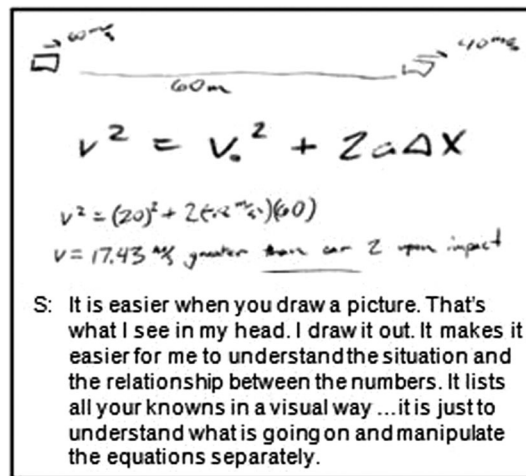 40 m/s
60m
v² = v₀² + 2aΔX
v² = (20)² + 2 (60)
v = 17.43 m/s greater than car 2 upon impact
S: It is easier when you draw a picture. That's
what I see in my head. I draw it out. It makes it
easier for me to understand the situation and
the relationship between the numbers. It lists
all your knowns in a visual way ...it is just to
understand what is going on and manipulate
the equations separately.